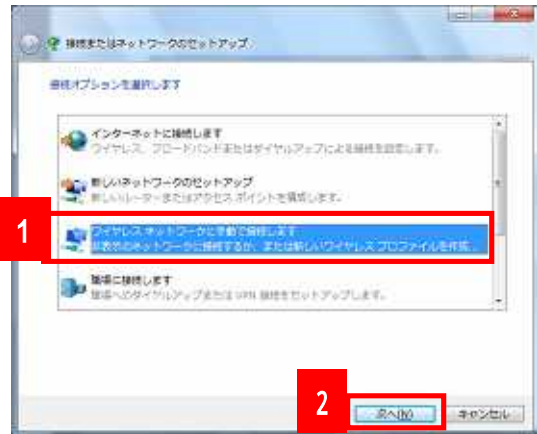 接続またはネットワークのセットアップ
接続オプションを選択します
インターネットに接続します
ワイヤレス、ブロードバンドまたはダイヤルアップによる接続を設定します。
新しいネットワークのセットアップ
新しいルーターまたはアクセス ポイントを構成します。
1
ワイヤレス ネットワークに手動で接続します
非表示のネットワークに接続するか、または新しいワイヤレス プロファイルを作成...
職場に接続します
職場へのダイヤルアップまたは VPN 接続をセットアップします。
2
次へ(N)
キャンセル